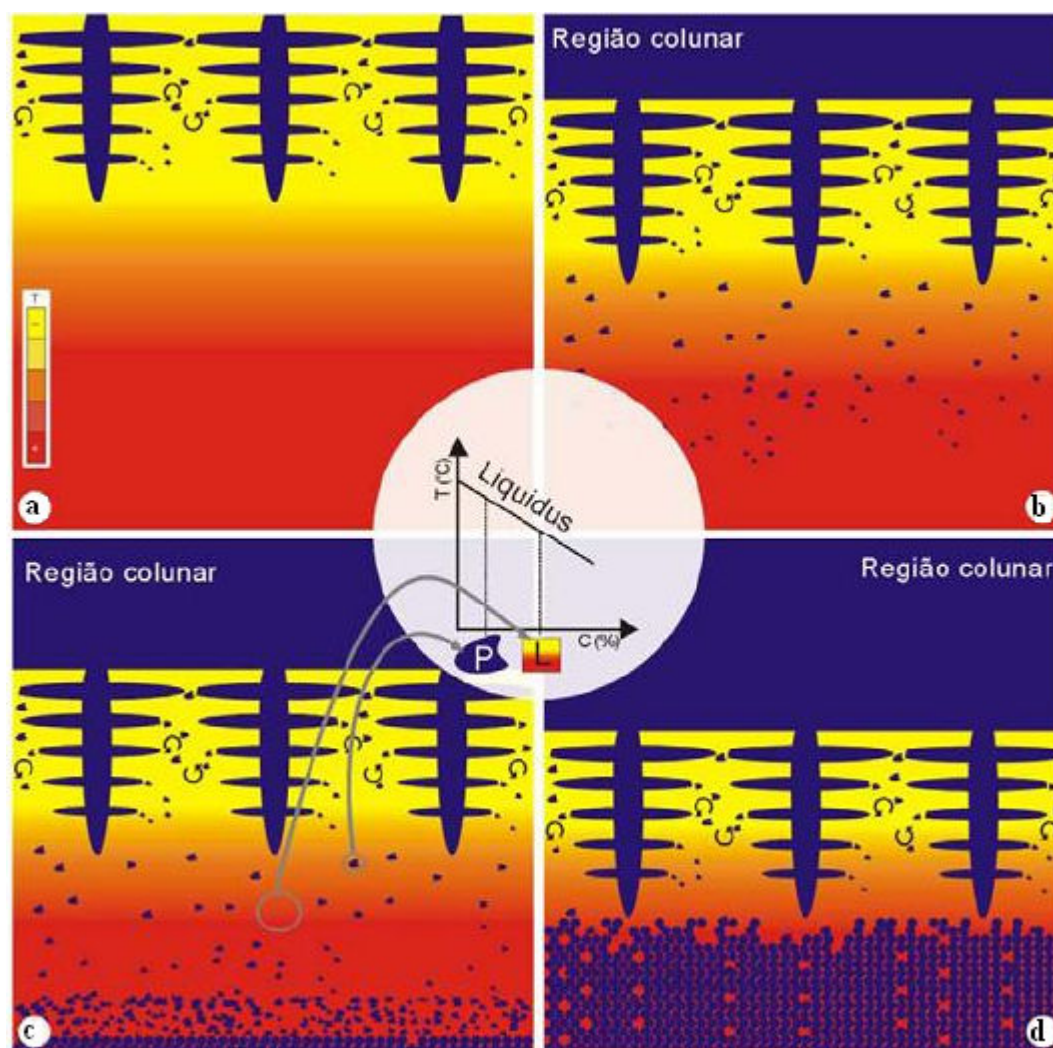 Região colunar
T
−
+
a
b
T (°C)
Liquidus
C (%)
P
L
Região colunar
Região colunar
c
d